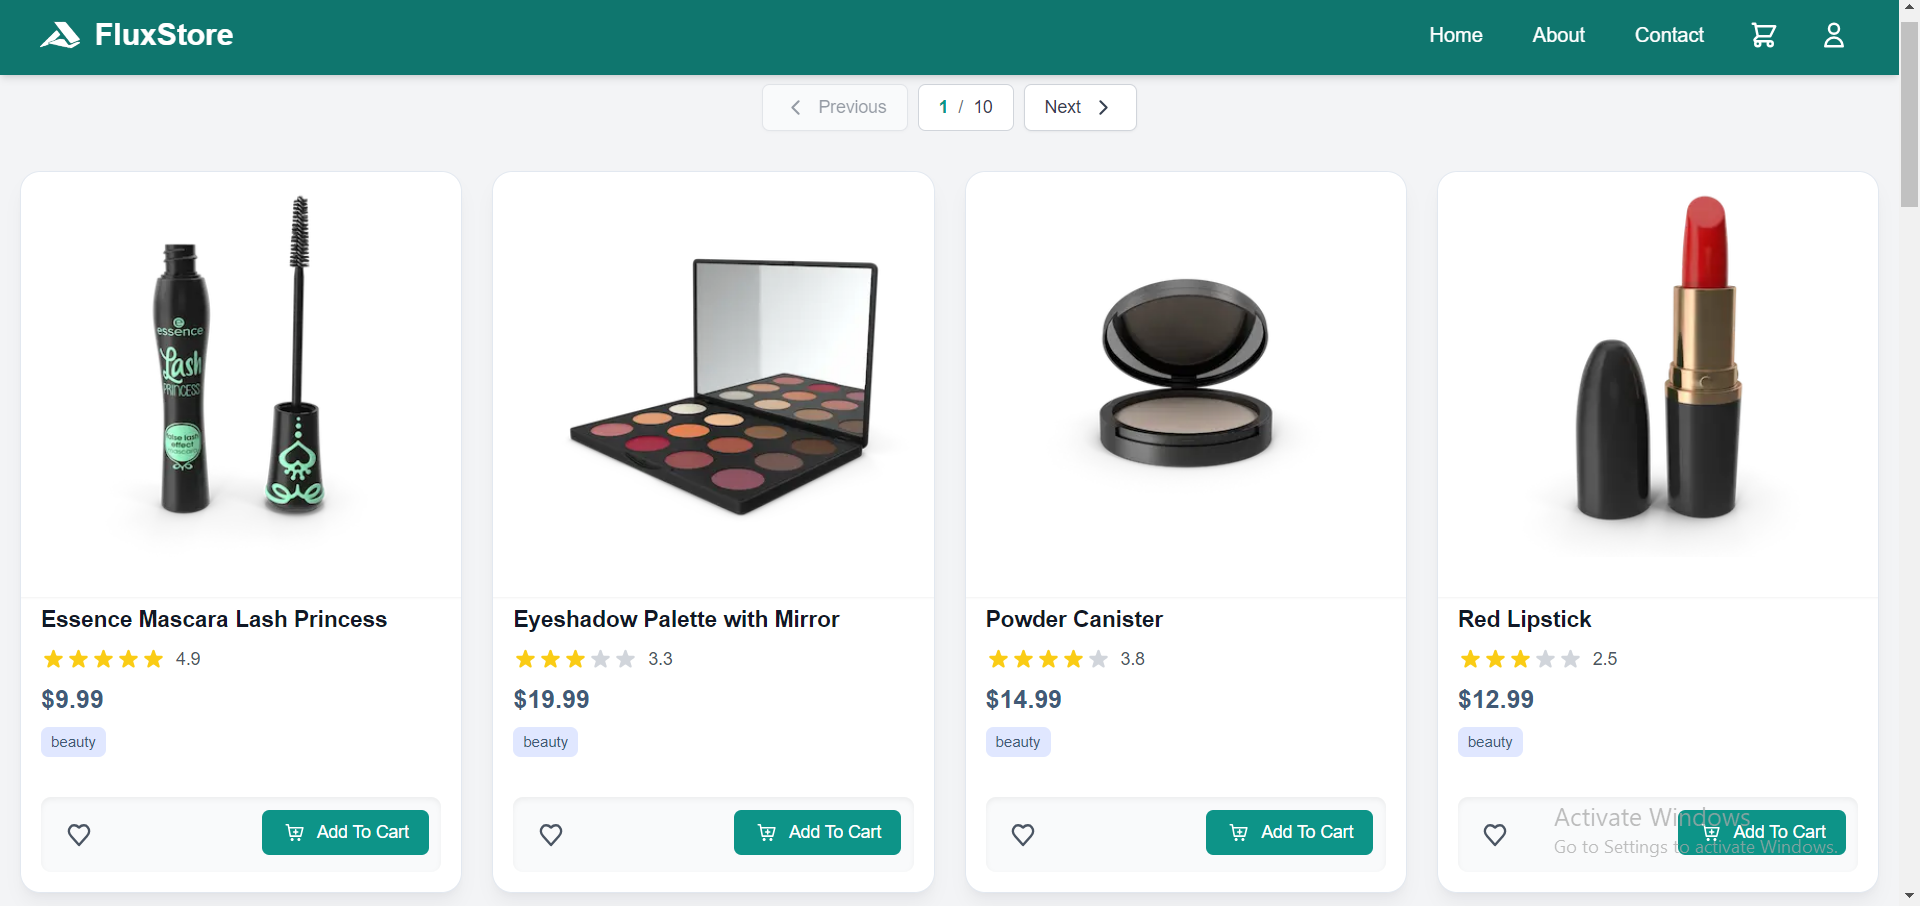 FluxStore
Home About Contact
Previous 1 / 10 Next
essence
Lash
PRINCESS
false lash
effect
mascara
Essence Mascara Lash Princess
4.9
$9.99
beauty
Add To Cart
Eyeshadow Palette with Mirror
3.3
$19.99
beauty
Add To Cart
Powder Canister
3.8
$14.99
beauty
Add To Cart
Red Lipstick
2.5
$12.99
beauty
Add To Cart
Activate Windows
Go to Settings to activate Windows.